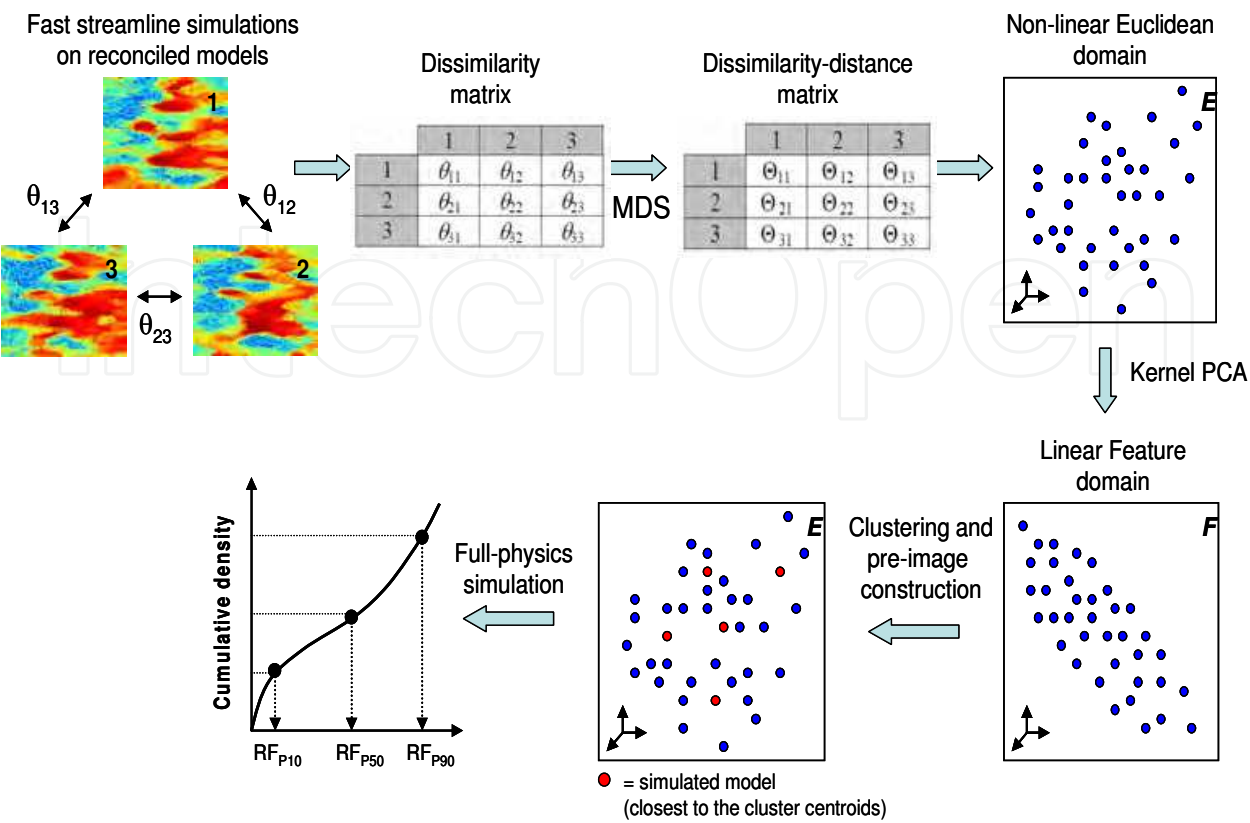 Fast streamline simulations
on reconciled models
1
θ13
θ12
3
2
θ23
Dissimilarity
matrix
1 2 3
1 θ11 θ12 θ13
2 θ21 θ22 θ23
3 θ31 θ32 θ33
MDS
Dissimilarity-distance
matrix
1 2 3
1 Θ11 Θ12 Θ13
2 Θ21 Θ22 Θ23
3 Θ31 Θ32 Θ33
Non-linear Euclidean
domain
E
Kernel PCA
Linear Feature
domain
F
Clustering and
pre-image
construction
E
= simulated model
(closest to the cluster centroids)
Full-physics
simulation
Cumulative density
RFP10 RFP50 RFP90
IntechOpen